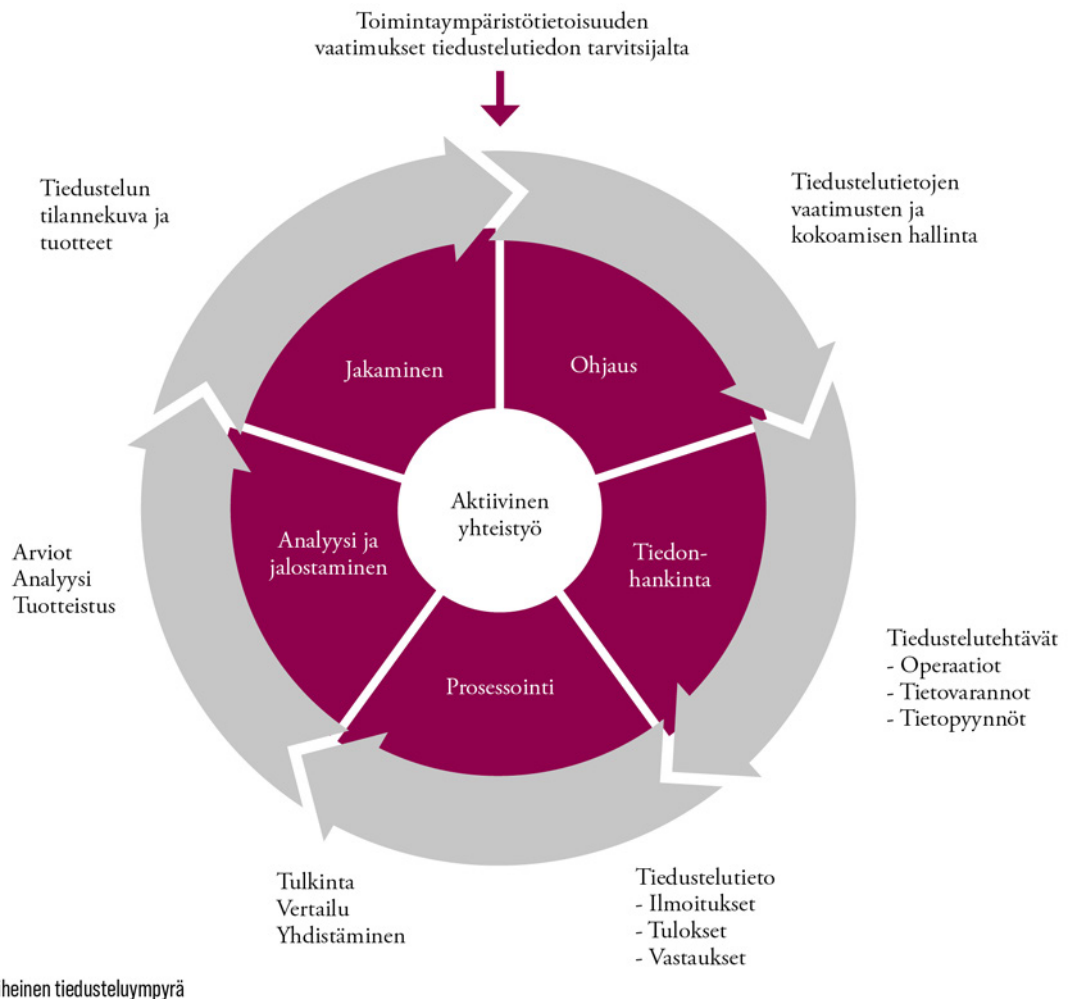 Toimintaympäristötietoisuuden
vaatimukset tiedustelutiedon tarvitsijalta
Tiedustelun
tilannekuva ja
tuotteet
Tiedustelutietojen
vaatimusten ja
kokoamisen hallinta
Jakaminen
Ohjaus
Aktiivinen
yhteistyö
Analyysi ja
jalostaminen
Tiedon-
hankinta
Arviot
Analyysi
Tuotteistus
Prosessointi
Tiedustelutehtävät
- Operaatiot
- Tietovarannot
- Tietopyynnöt
Tulkinta
Vertailu
Yhdistäminen
Tiedustelutieto
- Ilmoitukset
- Tulokset
- Vastaukset
tiedusteluympyrä